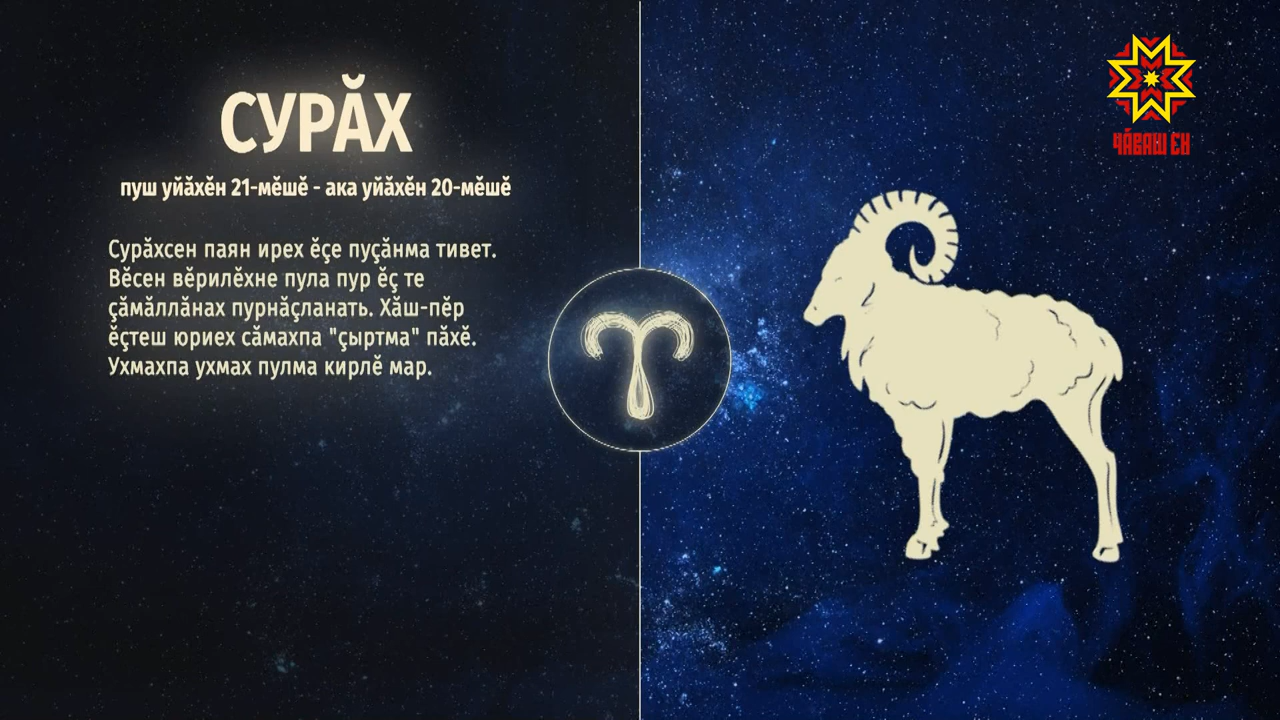 СУРӐХ
пуш уйӑхӗн 21-мӗшӗ - ака уйӑхӗн 20-мӗшӗ
Сурӑхсен паян ирех ӗҫе пуҫӑнма тивет.
Вӗсен вӗрилӗхне пула пур ӗҫ те
ҫӑмӑллӑнах пурнӑҫланать. Хӑш-пӗр
ӗҫтеш юриех сӑмахпа "ҫыртма" пӑхӗ.
Ухмахпа ухмах пулма кирлӗ мар.
ЧӐВАШ ЕН